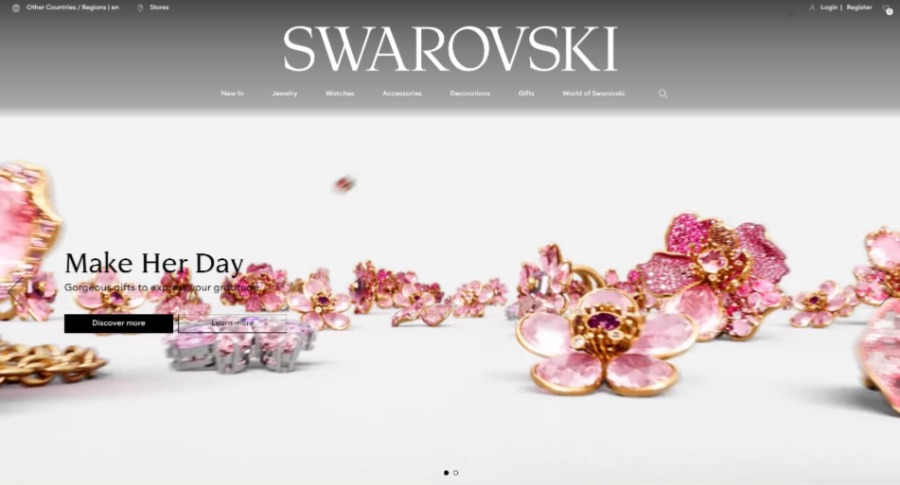 Other Countries / Regions | en
Stores
Login | Register
SWAROVSKI
New In Jewelry Watches Accessories Decorations Gifts World of Swarovski
Make Her Day
Gorgeous gifts to express your gratitude
Discover more
Learn more